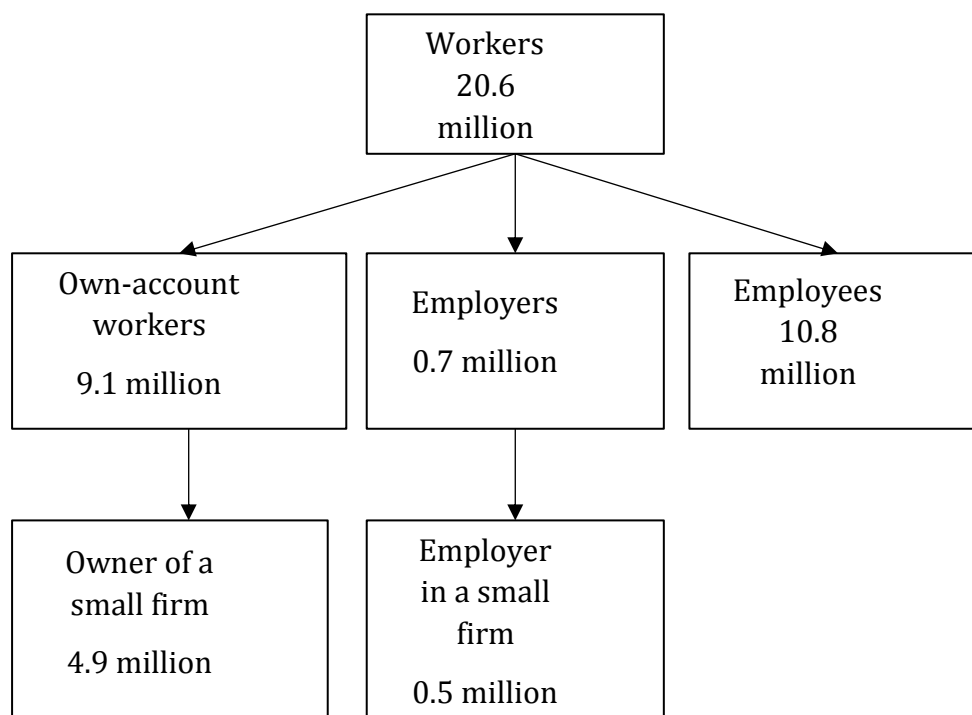 Workers
20.6
million
Own-account
workers
9.1 million
Employers
0.7 million
Employees
10.8
million
Owner of a
small firm
4.9 million
Employer
in a small
firm
0.5 million